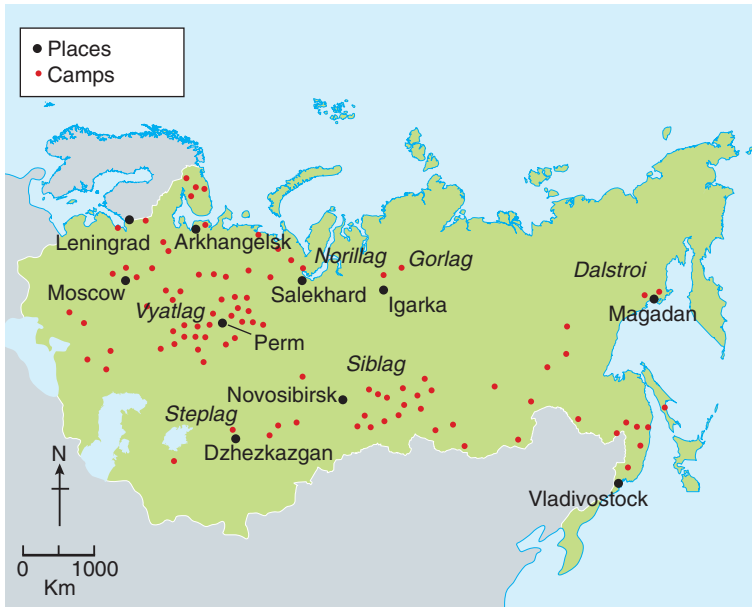 Places
Camps
Leningrad
Arkhangelsk
Norillag
Gorlag
Dalstroi
Moscow
Salekhard
Igarka
Magadan
Vyatlag
Perm
Siblag
Novosibirsk
Steplag
Dzhezkazgan
Vladivostock
N
0 1000
Km